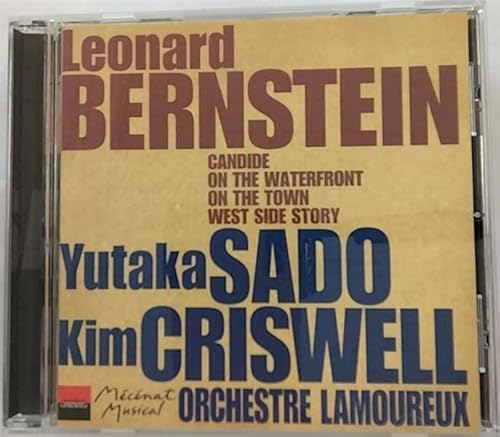 Leonard
BERNSTEIN
CANDIDE
ON THE WATERFRONT
ON THE TOWN
WEST SIDE STORY
Yutaka SADO
Kim CRISWELL
Mécénat
Musical
ORCHESTRE LAMOUREUX